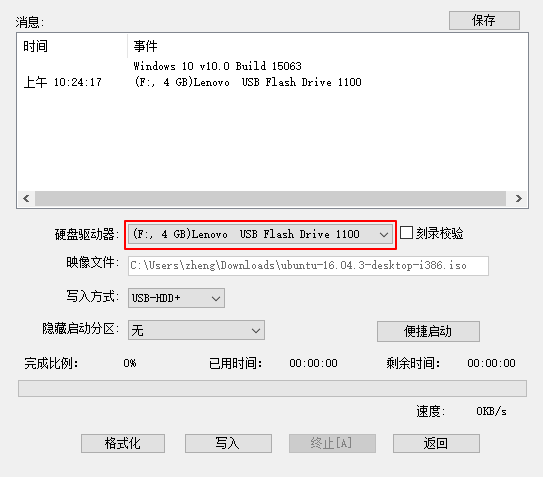 消息: 保存
时间 事件
Windows 10 v10.0 Build 15063
上午 10:24:17 (F:, 4 GB)Lenovo  USB Flash Drive 1100
硬盘驱动器: (F:, 4 GB)Lenovo  USB Flash Drive 1100 刻录校验
映像文件: C:\Users\zheng\Downloads\ubuntu-16.04.3-desktop-i386.iso
写入方式: USB-HDD+
隐藏启动分区: 无 便捷启动
完成比例: 0% 已用时间: 00:00:00 剩余时间: 00:00:00
速度: 0KB/s
格式化 写入 终止[A] 返回